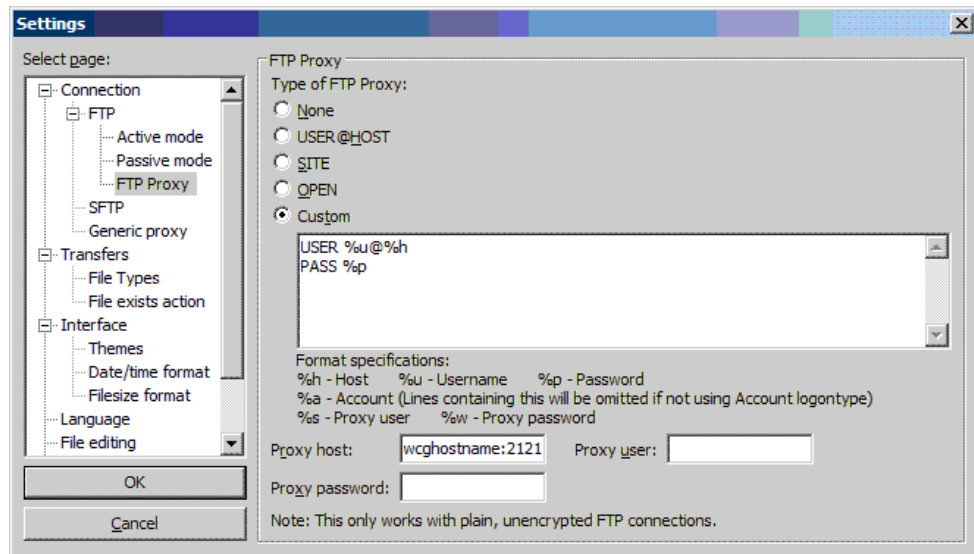 Settings
Select page:
Connection
FTP
Active mode
Passive mode
FTP Proxy
SFTP
Generic proxy
Transfers
File Types
File exists action
Interface
Themes
Date/time format
Filesize format
Language
File editing
OK
Cancel
FTP Proxy
Type of FTP Proxy:
None
USER@HOST
SITE
OPEN
Custom
USER %u@%h
PASS %p
Format specifications:
%h - Host %u - Username %p - Password
%a - Account (Lines containing this will be omitted if not using Account logontype)
%s - Proxy user %w - Proxy password
Proxy host: wcghostname:2121 Proxy user:
Proxy password:
Note: This only works with plain, unencrypted FTP connections.